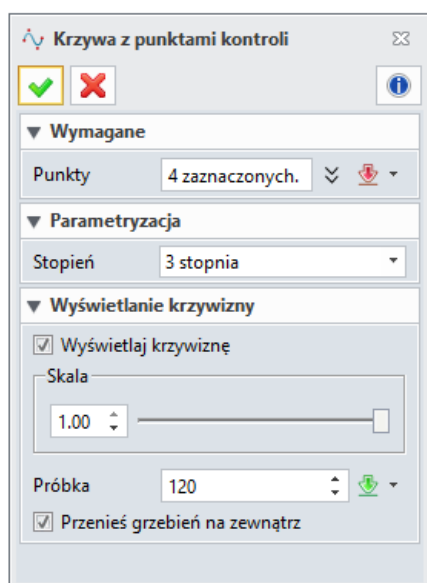 Krzywa z punktami kontroli
Wymagane
Punkty 4 zaznaczonych.
Parametryzacja
Stopień 3 stopnia
Wyświetlanie krzywizny
Wyświetlaj krzywiznę
Skala
1.00
Próbka 120
Przenieś grzebień na zewnątrz